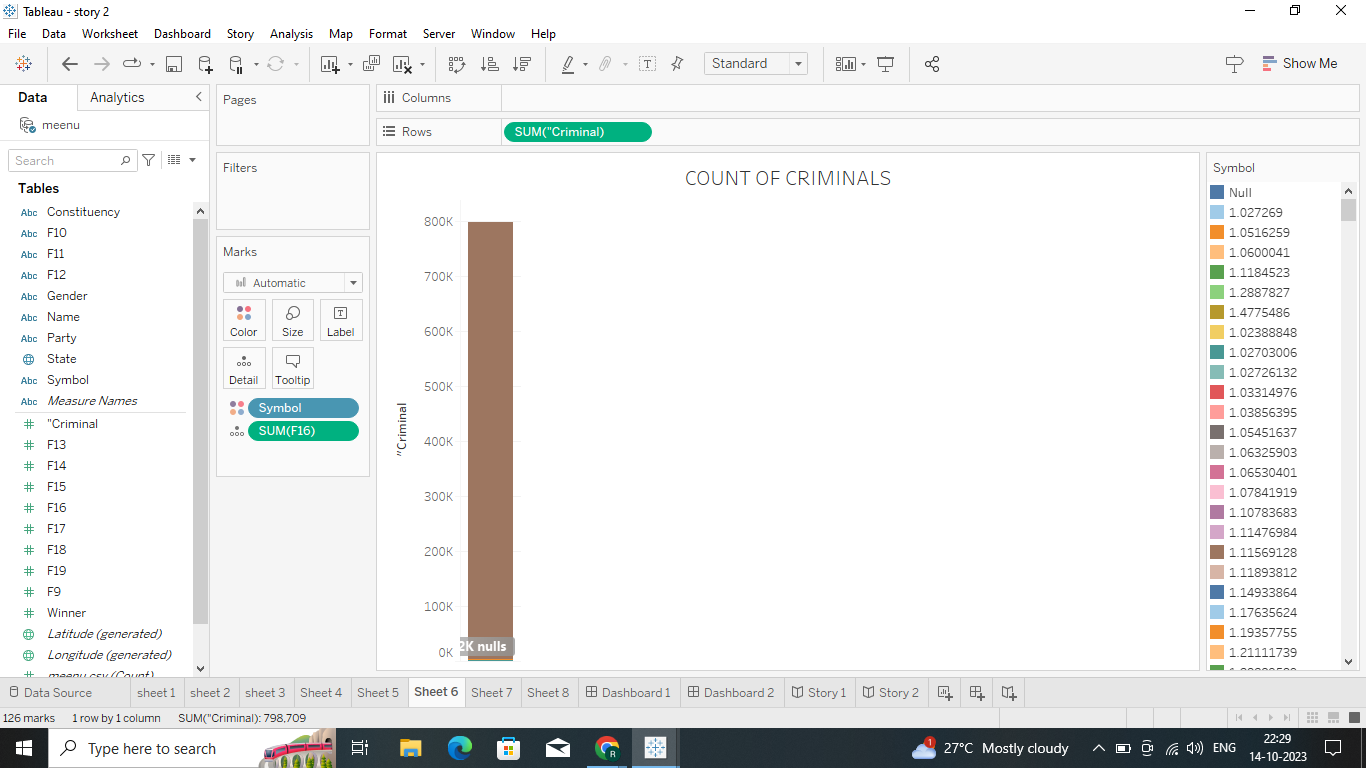 Tableau - story 2
File Data Worksheet Dashboard Story Analysis Map Format Server Window Help
Standard
Show Me
Data Analytics
meenu
Search
Tables
Abc Constituency
Abc F10
Abc F11
Abc F12
Abc Gender
Abc Name
Abc Party
State
Abc Symbol
Abc Measure Names
# "Criminal
# F13
# F14
# F15
# F16
# F17
# F18
# F19
# F9
# Winner
Latitude (generated)
Longitude (generated)
# meenu.csv (Count)
Pages
Filters
Marks
Automatic
Color Size Label
Detail Tooltip
Symbol
SUM(F16)
Columns
Rows SUM("Criminal)
COUNT OF CRIMINALS
"Criminal
800K
700K
600K
500K
400K
300K
200K
100K
0K
2K nulls
Symbol
Null
1.027269
1.0516259
1.0600041
1.1184523
1.2887827
1.4775486
1.02388848
1.02703006
1.02726132
1.03314976
1.03856395
1.05451637
1.06325903
1.06530401
1.07841919
1.10783683
1.11476984
1.11569128
1.11893812
1.14933864
1.17635624
1.19357755
1.21111739
Data Source sheet 1 sheet 2 sheet 3 Sheet 4 Sheet 5 Sheet 6 Sheet 7 Sheet 8 Dashboard 1 Dashboard 2 Story 1 Story 2
126 marks 1 row by 1 column SUM("Criminal): 798,709
Type here to search
1
27°C Mostly cloudy
ENG
22:29
14-10-2023